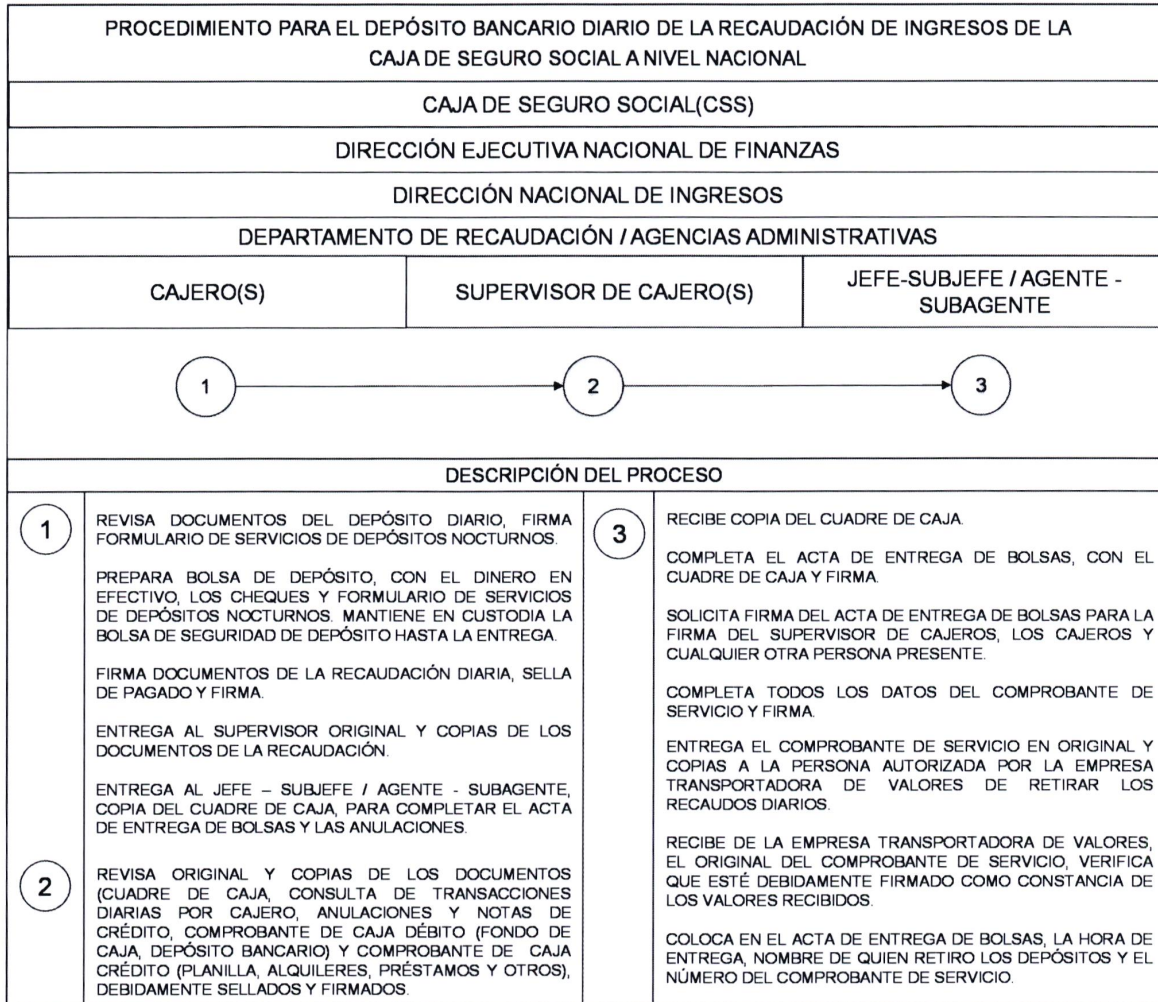 PROCEDIMIENTO PARA EL DEPÓSITO BANCARIO DIARIO DE LA RECAUDACIÓN DE INGRESOS DE LA
CAJA DE SEGURO SOCIAL A NIVEL NACIONAL
CAJA DE SEGURO SOCIAL(CSS)
DIRECCIÓN EJECUTIVA NACIONAL DE FINANZAS
DIRECCIÓN NACIONAL DE INGRESOS
DEPARTAMENTO DE RECAUDACIÓN / AGENCIAS ADMINISTRATIVAS
CAJERO(S)
SUPERVISOR DE CAJERO(S)
JEFE-SUBJEFE / AGENTE -
SUBAGENTE
1
2
3
DESCRIPCIÓN DEL PROCESO
1
REVISA DOCUMENTOS DEL DEPÓSITO DIARIO, FIRMA
FORMULARIO DE SERVICIOS DE DEPÓSITOS NOCTURNOS.
PREPARA BOLSA DE DEPÓSITO, CON EL DINERO EN
EFECTIVO, LOS CHEQUES Y FORMULARIO DE SERVICIOS
DE DEPÓSITOS NOCTURNOS. MANTIENE EN CUSTODIA LA
BOLSA DE SEGURIDAD DE DEPÓSITO HASTA LA ENTREGA.
FIRMA DOCUMENTOS DE LA RECAUDACIÓN DIARIA, SELLA
DE PAGADO Y FIRMA.
ENTREGA AL SUPERVISOR ORIGINAL Y COPIAS DE LOS
DOCUMENTOS DE LA RECAUDACIÓN.
ENTREGA AL JEFE – SUBJEFE / AGENTE - SUBAGENTE,
COPIA DEL CUADRE DE CAJA, PARA COMPLETAR EL ACTA
DE ENTREGA DE BOLSAS Y LAS ANULACIONES.
2
REVISA ORIGINAL Y COPIAS DE LOS DOCUMENTOS
(CUADRE DE CAJA, CONSULTA DE TRANSACCIONES
DIARIAS POR CAJERO, ANULACIONES Y NOTAS DE
CRÉDITO, COMPROBANTE DE CAJA DÉBITO (FONDO DE
CAJA, DEPÓSITO BANCARIO) Y COMPROBANTE DE CAJA
CRÉDITO (PLANILLA, ALQUILERES, PRÉSTAMOS Y OTROS),
DEBIDAMENTE SELLADOS Y FIRMADOS.
3
RECIBE COPIA DEL CUADRE DE CAJA.
COMPLETA EL ACTA DE ENTREGA DE BOLSAS, CON EL
CUADRE DE CAJA Y FIRMA.
SOLICITA FIRMA DEL ACTA DE ENTREGA DE BOLSAS PARA LA
FIRMA DEL SUPERVISOR DE CAJEROS, LOS CAJEROS Y
CUALQUIER OTRA PERSONA PRESENTE.
COMPLETA TODOS LOS DATOS DEL COMPROBANTE DE
SERVICIO Y FIRMA.
ENTREGA EL COMPROBANTE DE SERVICIO EN ORIGINAL Y
COPIAS A LA PERSONA AUTORIZADA POR LA EMPRESA
TRANSPORTADORA DE VALORES DE RETIRAR LOS
RECAUDOS DIARIOS.
RECIBE DE LA EMPRESA TRANSPORTADORA DE VALORES,
EL ORIGINAL DEL COMPROBANTE DE SERVICIO, VERIFICA
QUE ESTÉ DEBIDAMENTE FIRMADO COMO CONSTANCIA DE
LOS VALORES RECIBIDOS.
COLOCA EN EL ACTA DE ENTREGA DE BOLSAS, LA HORA DE
ENTREGA, NOMBRE DE QUIEN RETIRO LOS DEPÓSITOS Y EL
NÚMERO DEL COMPROBANTE DE SERVICIO.